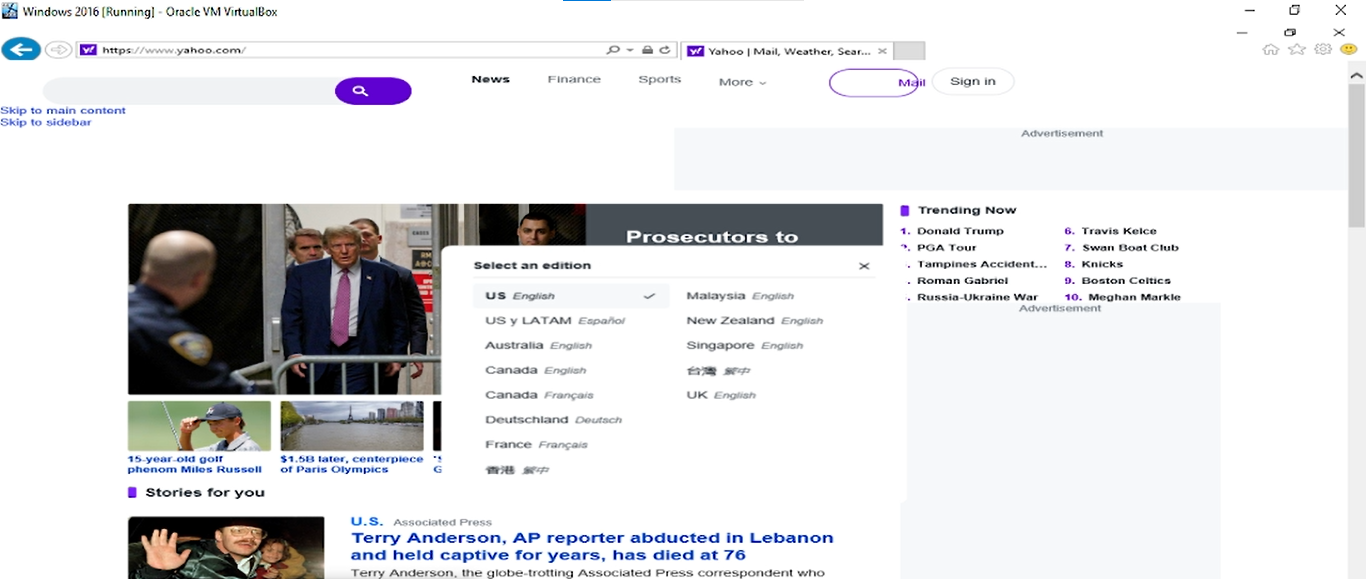 Windows 2016 [Running] - Oracle VM VirtualBox
https://www.yahoo.com/
Yahoo | Mail, Weather, Sear...
News Finance Sports More Mail Sign in
Skip to main content
Skip to sidebar
Advertisement
Prosecutors to
Select an edition
US English
US y LATAM Español
Australia English
Canada English
Canada Français
Deutschland Deutsch
France Français
香港 繁中
Malaysia English
New Zealand English
Singapore English
台灣 繁中
UK English
Trending Now
1. Donald Trump
PGA Tour
Tampines Accident...
Roman Gabriel
Russia-Ukraine War
6. Travis Kelce
7. Swan Boat Club
8. Knicks
9. Boston Celtics
10. Meghan Markle
Advertisement
15-year-old golf
phenom Miles Russell
$1.5B later, centerpiece
of Paris Olympics
Stories for you
U.S. Associated Press
Terry Anderson, AP reporter abducted in Lebanon
and held captive for years, has died at 76
Terry Anderson, the globe-trotting Associated Press correspondent who